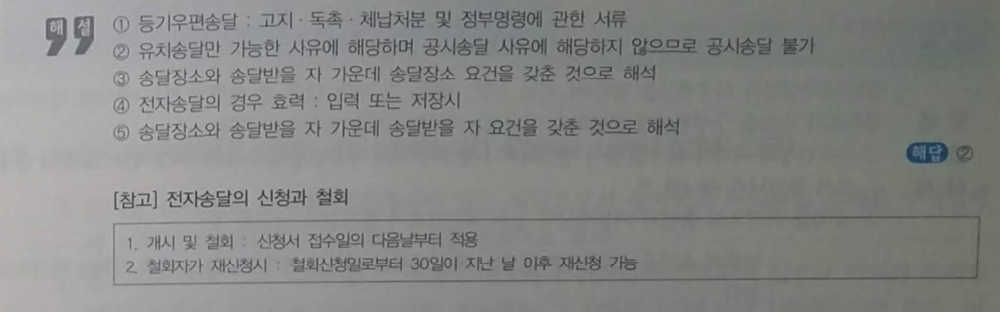 해설
① 등기우편송달 : 고지·독촉·체납처분 및 정부명령에 관한 서류
② 유치송달만 가능한 사유에 해당하며 공시송달 사유에 해당하지 않으므로 공시송달 불가
③ 송달장소와 송달받을 자 가운데 송달장소 요건을 갖춘 것으로 해석
④ 전자송달의 경우 효력 : 입력 또는 저장시
⑤ 송달장소와 송달받을 자 가운데 송달받을 자 요건을 갖춘 것으로 해석
해답 ②
[참고] 전자송달의 신청과 철회
1. 개시 및 철회 : 신청서 접수일의 다음날부터 적용
2. 철회자가 재신청시 : 철회신청일로부터 30일이 지난 날 이후 재신청 가능